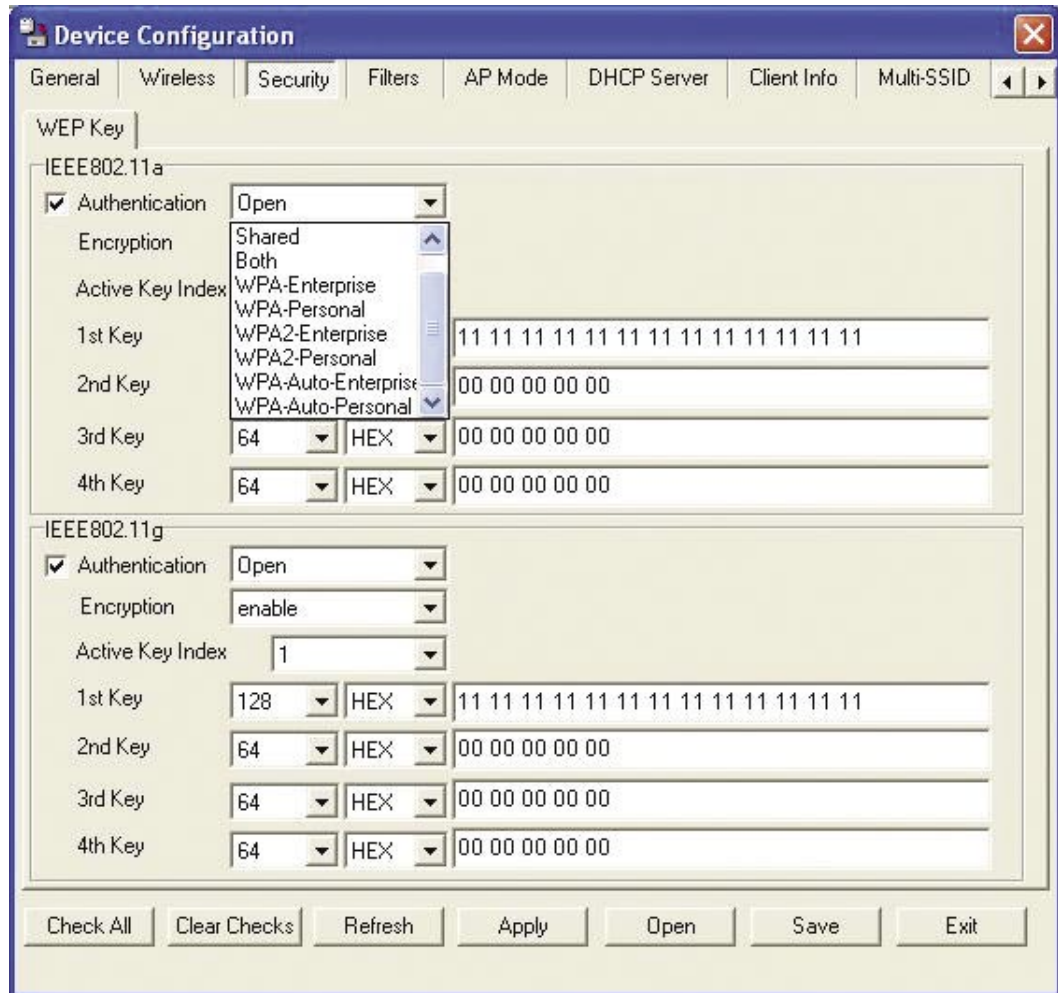 Device Configuration
General Wireless Security Filters AP Mode DHCP Server Client Info Multi-SSID
WEP Key
IEEE802.11a
Authentication Open
Encryption Shared
Both
Active Key Index WPA-Enterprise
WPA-Personal
1st Key WPA2-Enterprise 11 11 11 11 11 11 11 11 11 11 11 11 11
WPA2-Personal
2nd Key WPA-Auto-Enterprise 00 00 00 00 00
WPA-Auto-Personal
3rd Key 64 HEX 00 00 00 00 00
4th Key 64 HEX 00 00 00 00 00
IEEE802.11g
Authentication Open
Encryption enable
Active Key Index 1
1st Key 128 HEX 11 11 11 11 11 11 11 11 11 11 11 11 11
2nd Key 64 HEX 00 00 00 00 00
3rd Key 64 HEX 00 00 00 00 00
4th Key 64 HEX 00 00 00 00 00
Check All Clear Checks Refresh Apply Open Save Exit